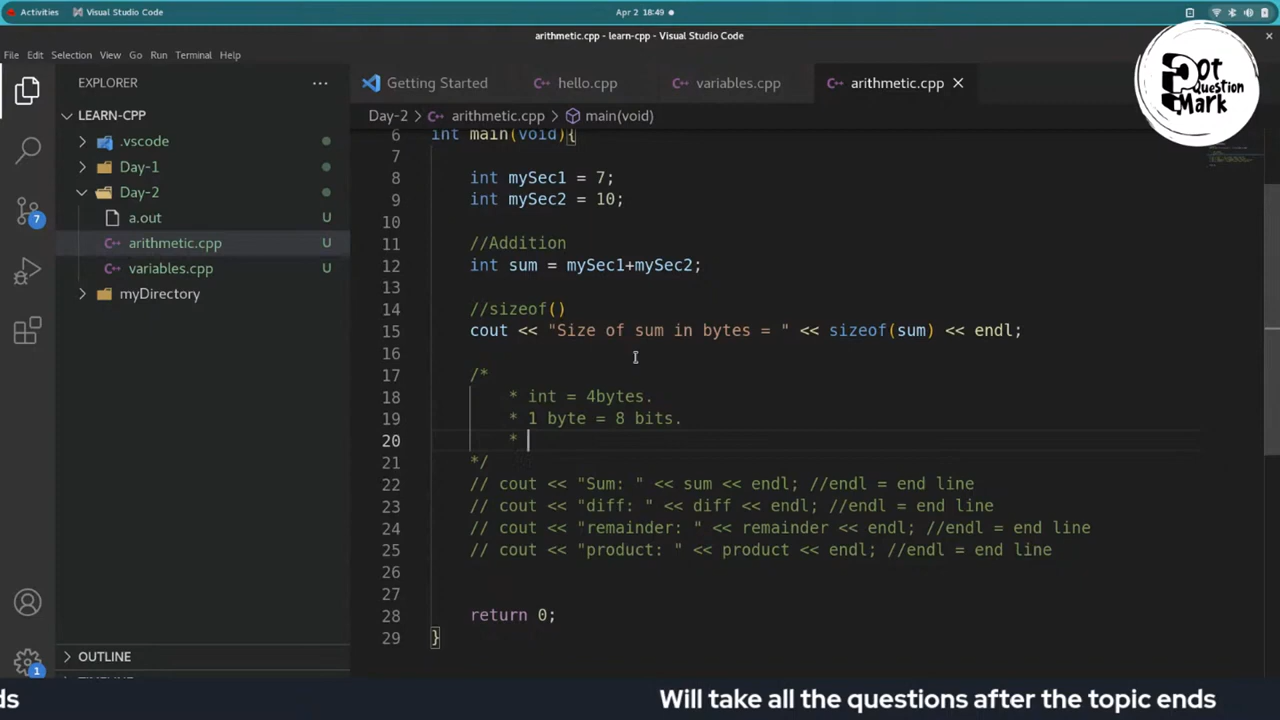 Activities
Visual Studio Code
Apr 2 18:49
arithmetic.cpp - learn-cpp - Visual Studio Code
File Edit Selection View Go Run Terminal Help
Pot
Question
Mark
EXPLORER
Getting Started
hello.cpp
variables.cpp
arithmetic.cpp
LEARN-CPP
Day-2 > arithmetic.cpp > main(void)
.vscode
Day-1
Day-2
a.out U
arithmetic.cpp U
variables.cpp U
myDirectory
7
1
OUTLINE
6 int main(void){
7
8 int mySec1 = 7;
9 int mySec2 = 10;
10
11 //Addition
12 int sum = mySec1+mySec2;
13
14 //sizeof()
15 cout << "Size of sum in bytes = " << sizeof(sum) << endl;
16
17 /*
18 * int = 4bytes.
19 * 1 byte = 8 bits.
20 *
21 */
22 // cout << "Sum: " << sum << endl; //endl = end line
23 // cout << "diff: " << diff << endl; //endl = end line
24 // cout << "remainder: " << remainder << endl; //endl = end line
25 // cout << "product: " << product << endl; //endl = end line
26
27
28 return 0;
29 }
ds
Will take all the questions after the topic ends